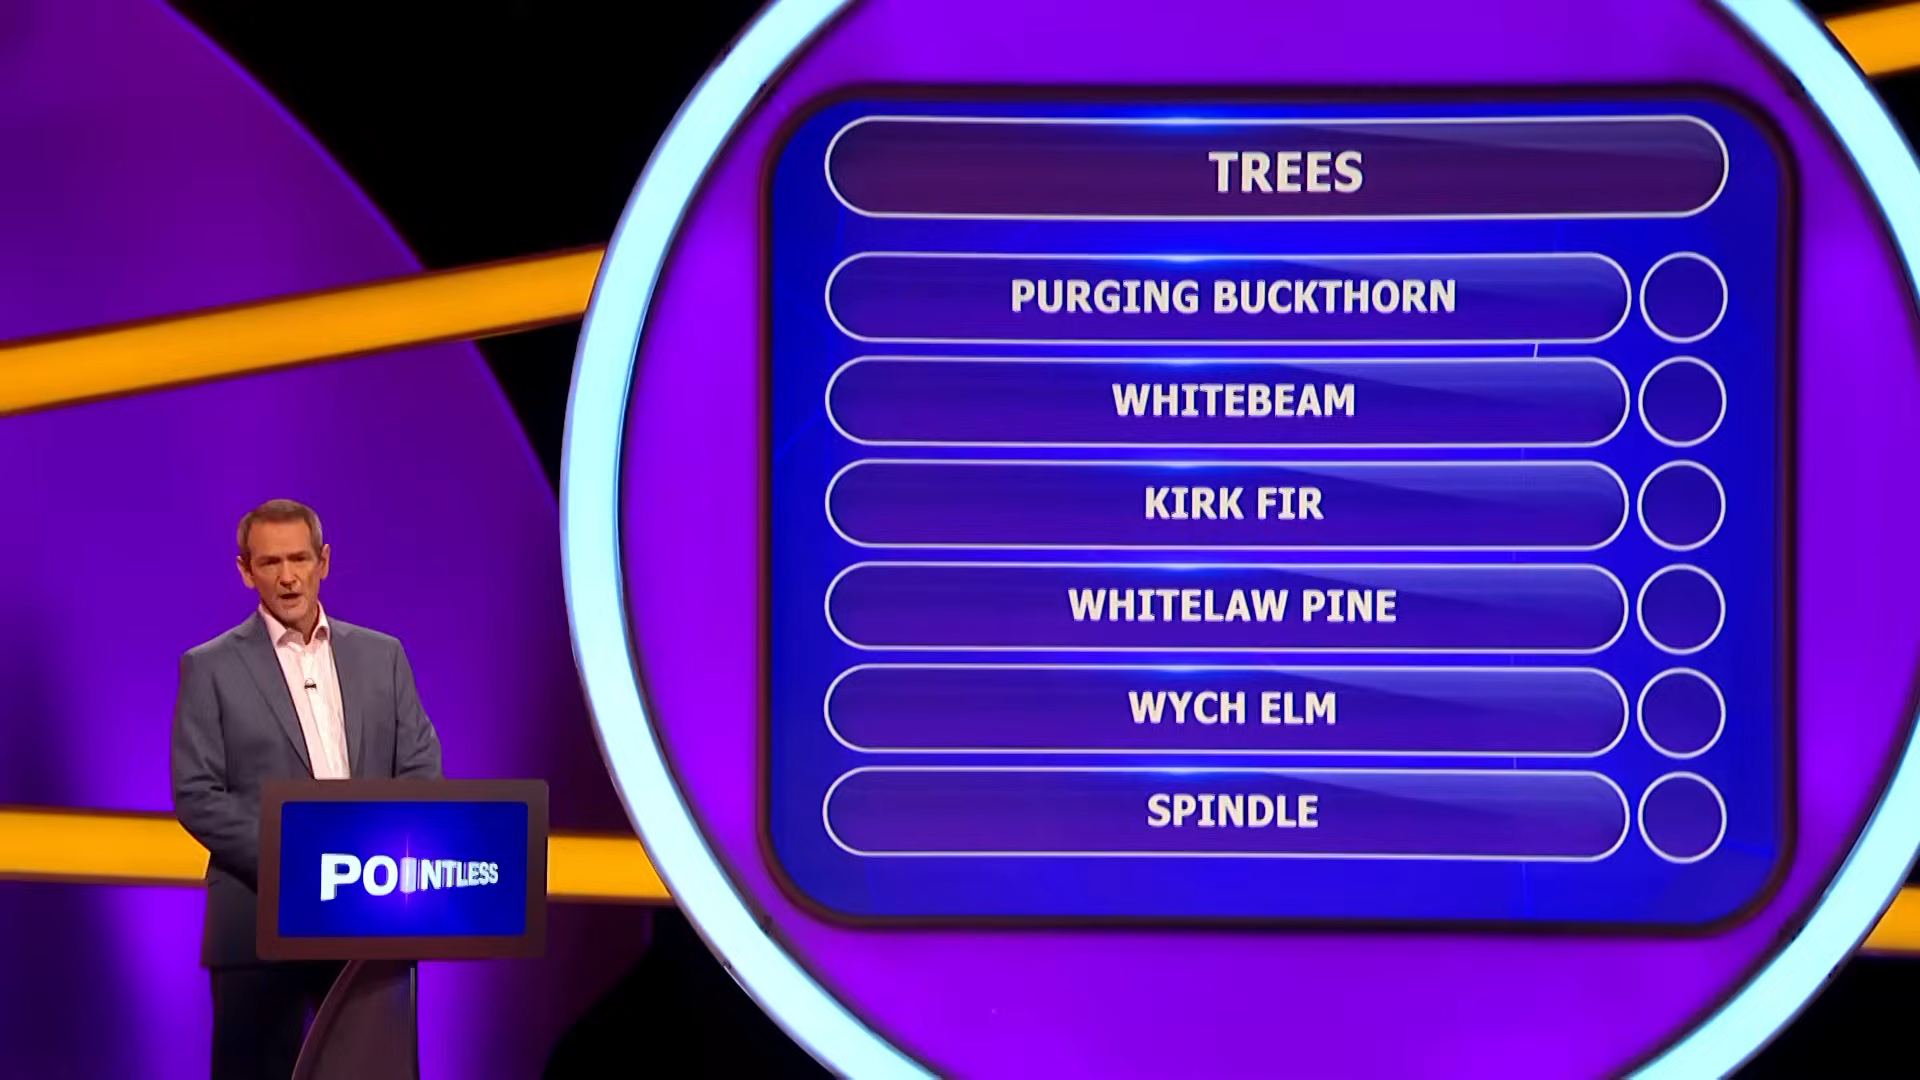 TREES
PURGING BUCKTHORN
WHITEBEAM
KIRK FIR
WHITELAW PINE
WYCH ELM
SPINDLE
POINTLESS